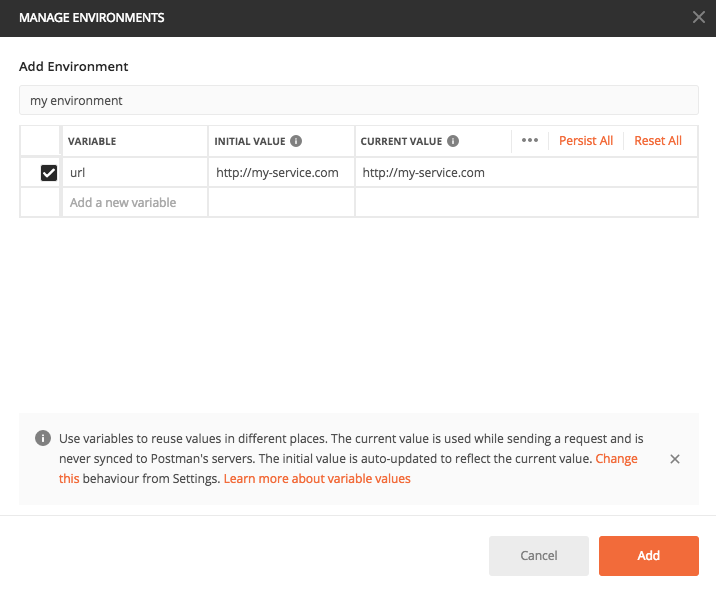 MANAGE ENVIRONMENTS
Add Environment
my environment
VARIABLE INITIAL VALUE CURRENT VALUE Persist All Reset All
url http://my-service.com http://my-service.com
Add a new variable
Use variables to reuse values in different places. The current value is used while sending a request and is
never synced to Postman's servers. The initial value is auto-updated to reflect the current value. Change
this behaviour from Settings. Learn more about variable values
Cancel Add